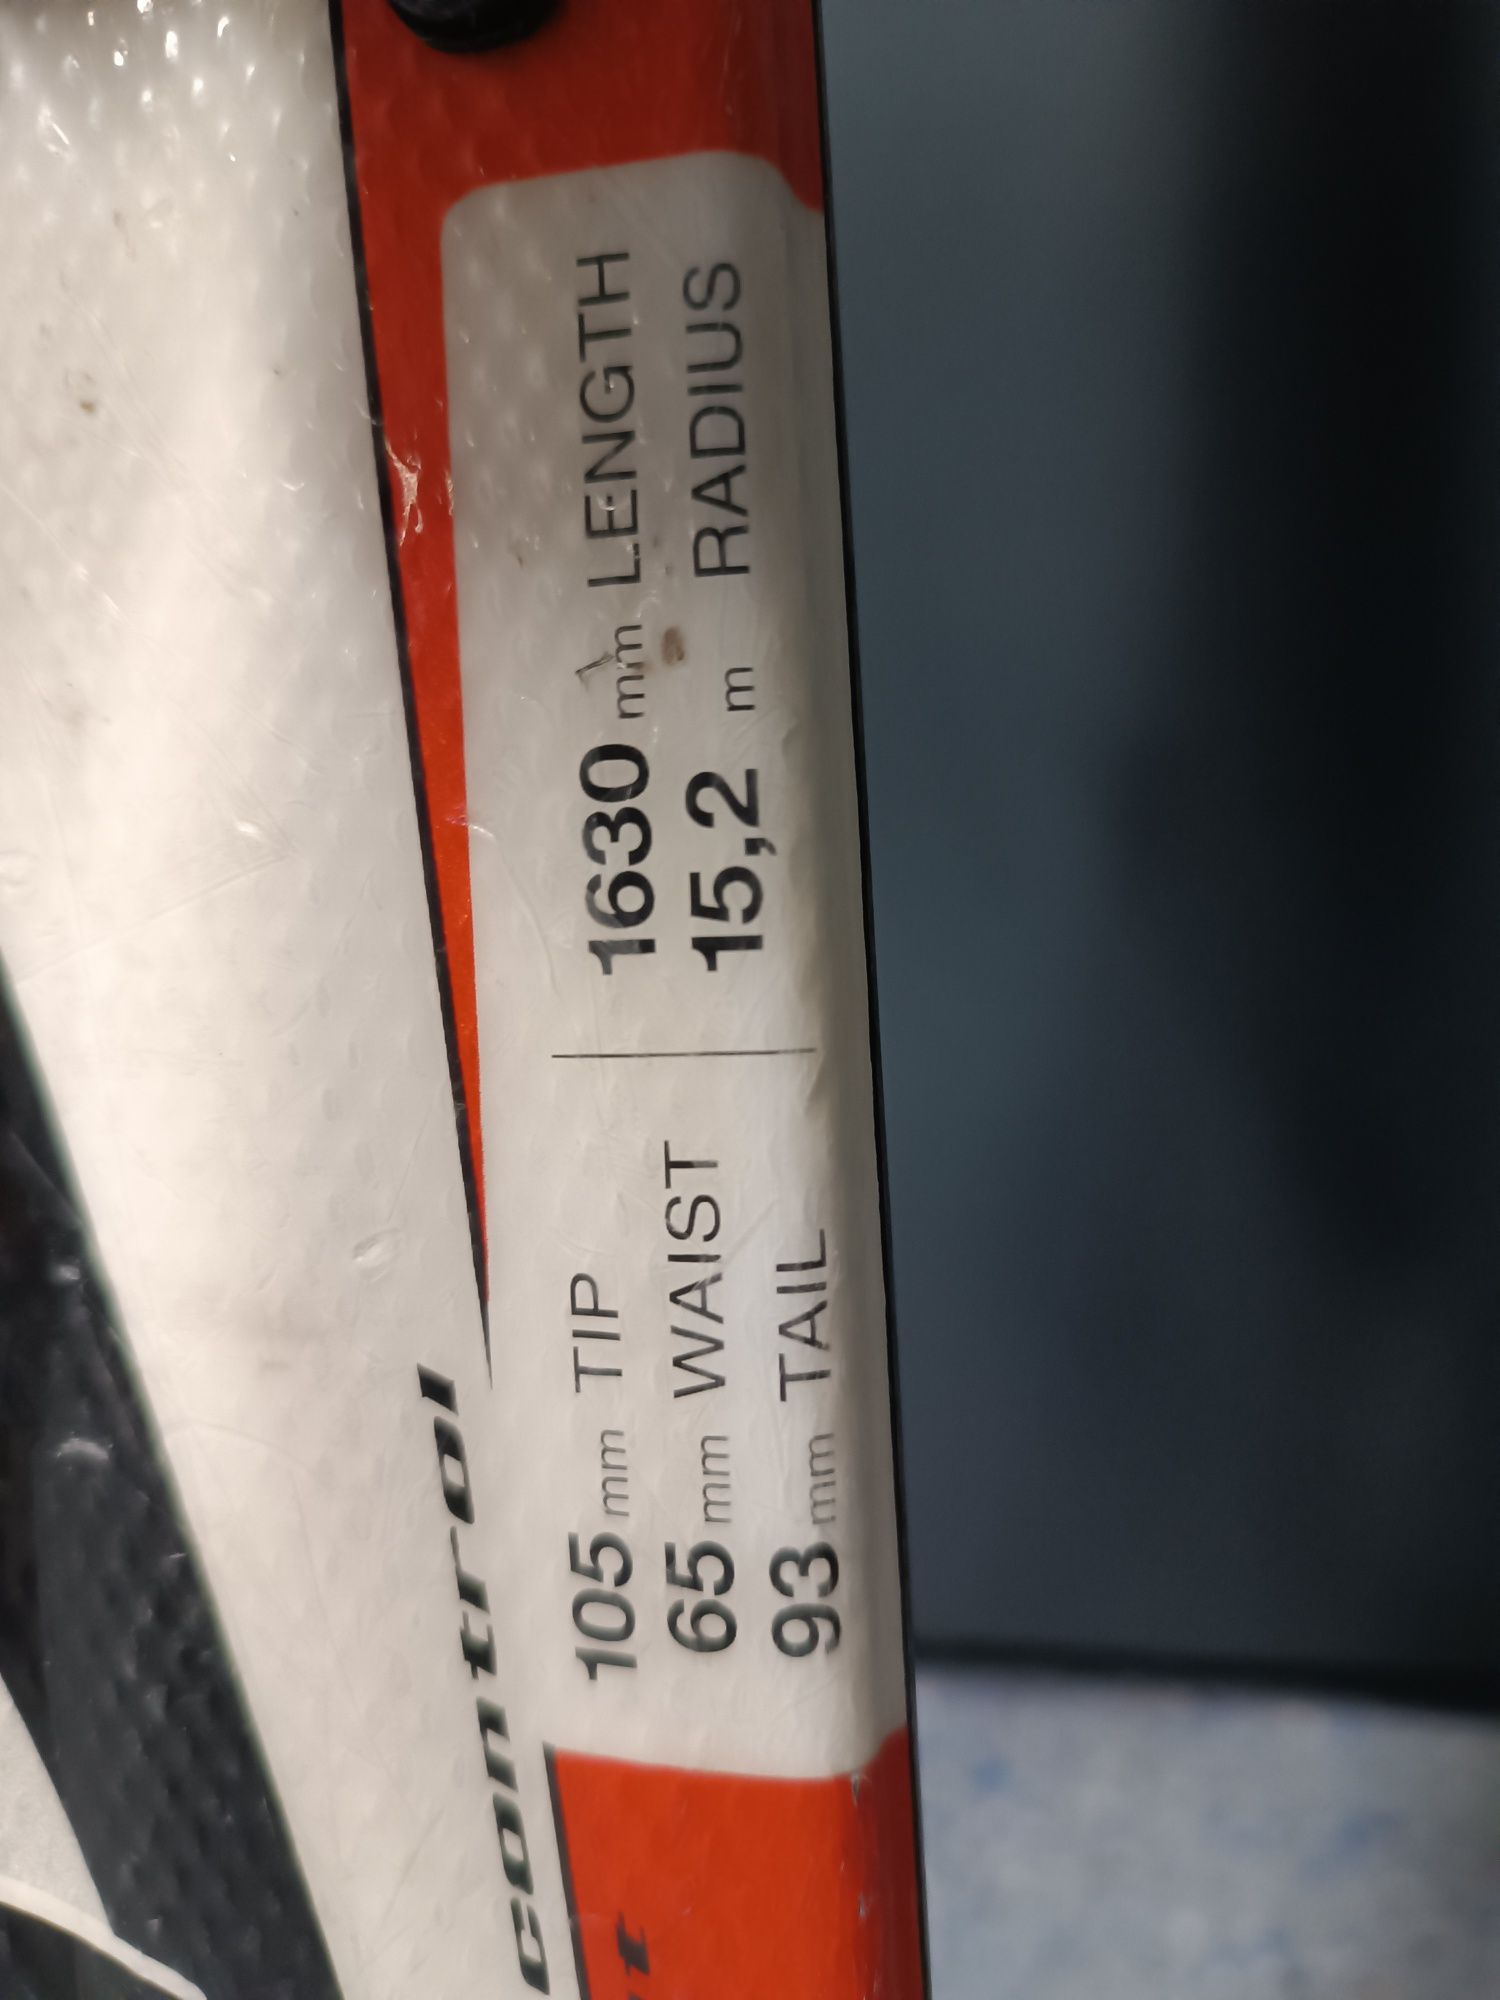 control
105 mm TIP
65 mm WAIST
93 mm TAIL
1630 mm LENGTH
15,2 m RADIUS